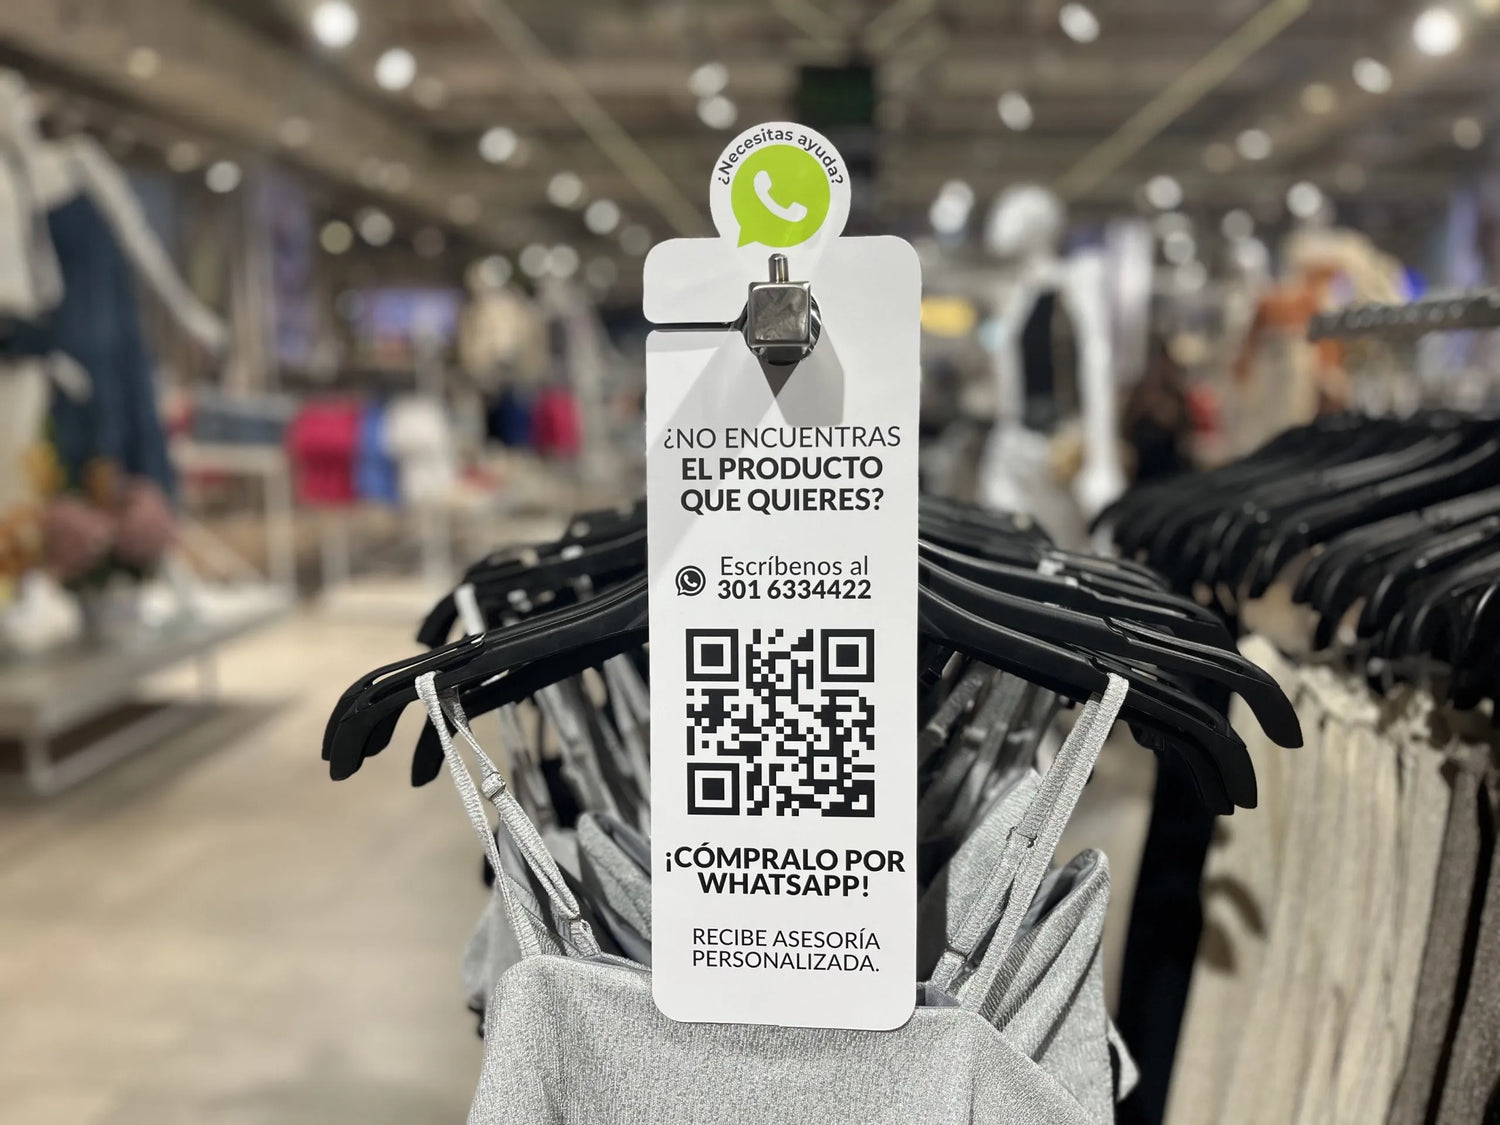 ¿Necesitas ayuda?
¿NO ENCUENTRAS
EL PRODUCTO
QUE QUIERES?
Escríbenos al
301 6334422
¡CÓMPRALO POR
WHATSAPP!
RECIBE ASESORÍA
PERSONALIZADA.